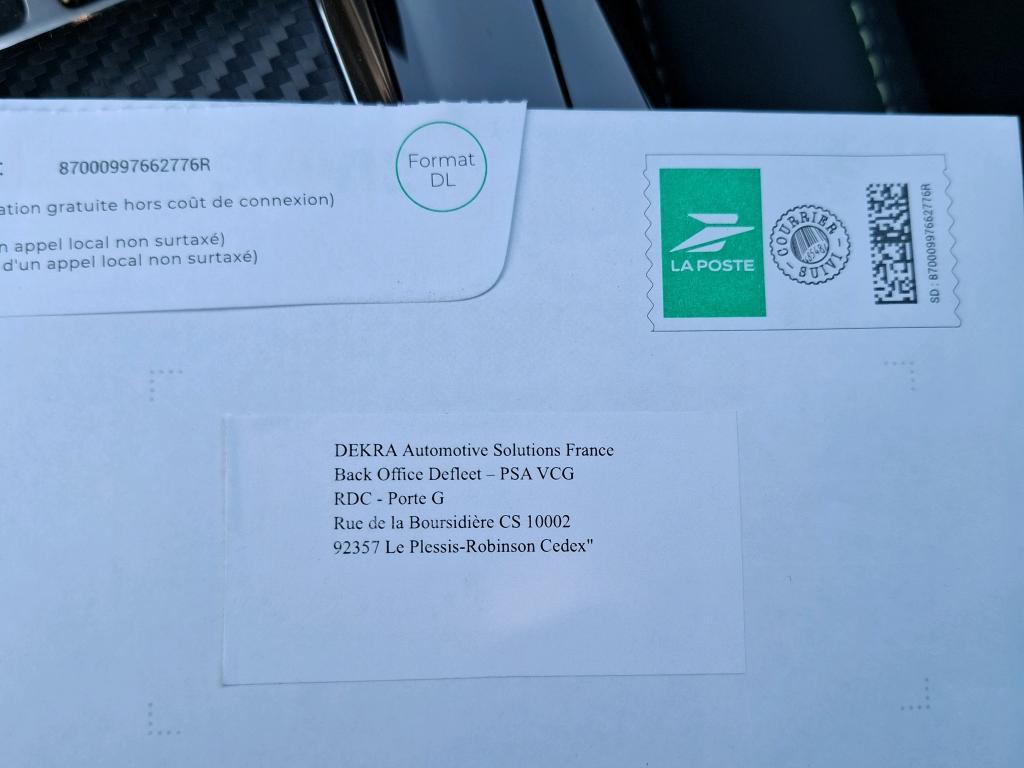 : 87000997662776R
Format
DL
ation gratuite hors coût de connexion)
n appel local non surtaxé)
d'un appel local non surtaxé)
LA POSTE
COURRIER
SUIVI
SD : 87000997662776R
DEKRA Automotive Solutions France
Back Office Defleet – PSA VCG
RDC - Porte G
Rue de la Boursidière CS 10002
92357 Le Plessis-Robinson Cedex"